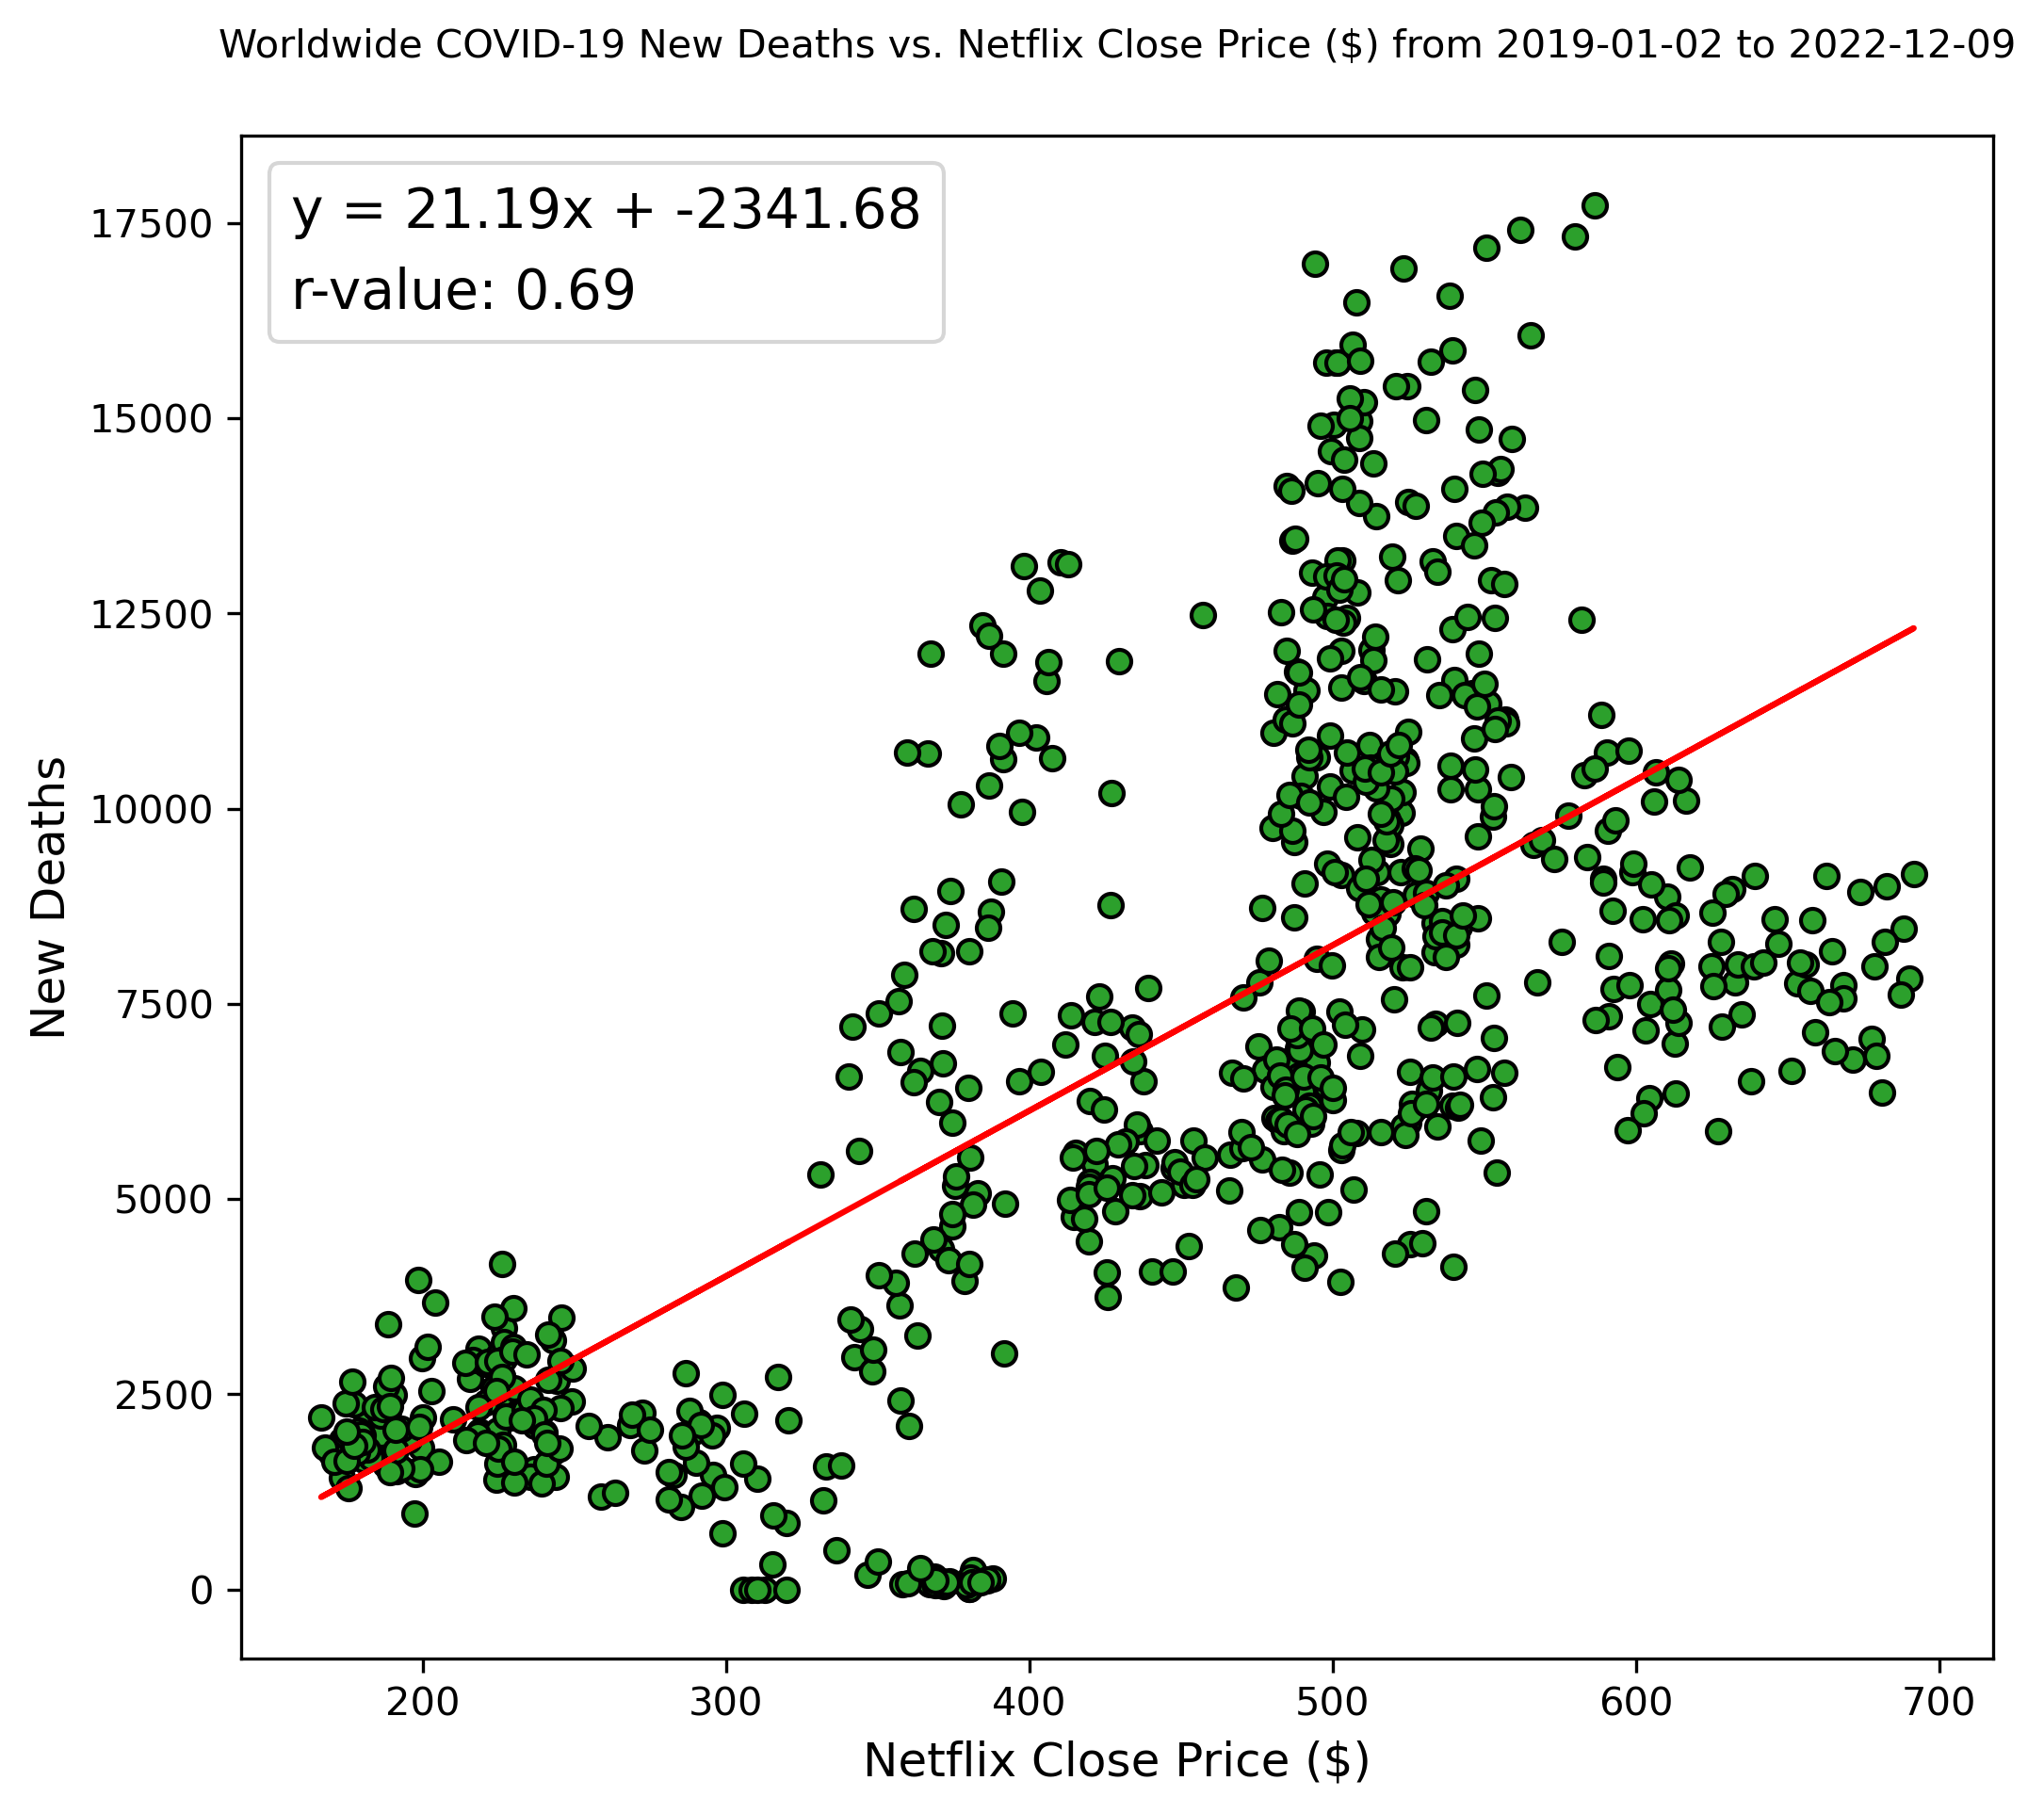 Worldwide COVID-19 New Deaths vs. Netflix Close Price ($) from 2019-01-02 to 2022-12-09
y = 21.19x + -2341.68
r-value: 0.69
17500
15000
12500
10000
7500
5000
2500
0
New Deaths
200 300 400 500 600 700
Netflix Close Price ($)